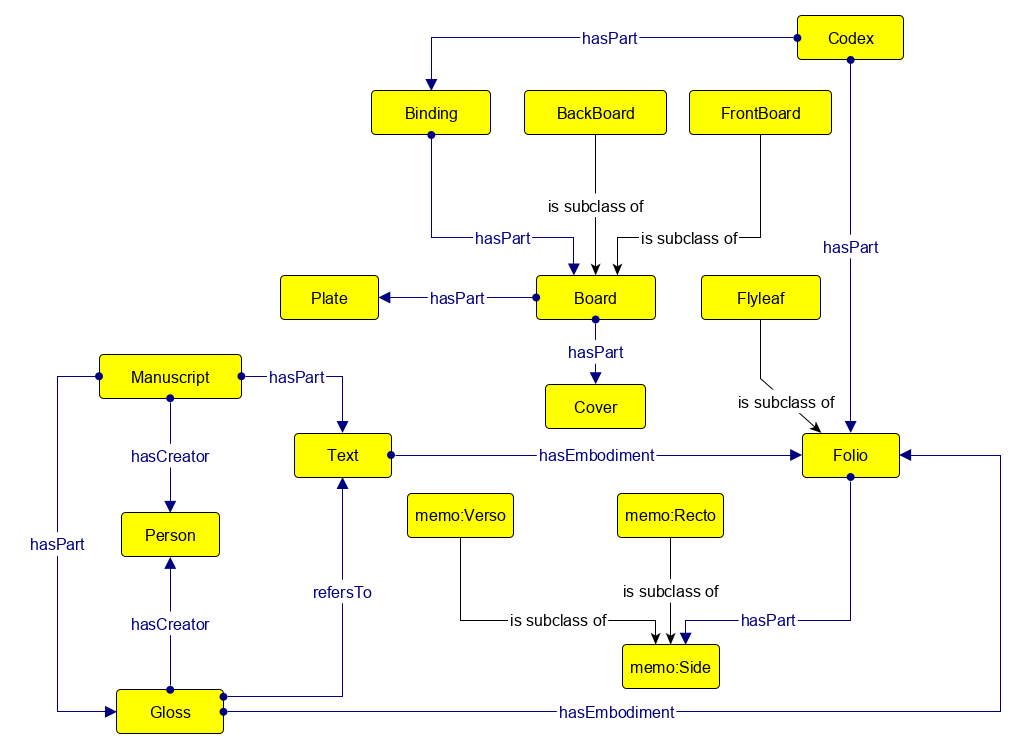 Codex
hasPart
Binding
BackBoard
FrontBoard
is subclass of
hasPart
is subclass of
hasPart
Plate
hasPart
Board
Flyleaf
hasPart
Manuscript
hasPart
Cover
is subclass of
hasCreator
Text
hasEmbodiment
Folio
memo:Verso
memo:Recto
Person
hasPart
refersTo
is subclass of
hasCreator
is subclass of
hasPart
memo:Side
Gloss
hasEmbodiment